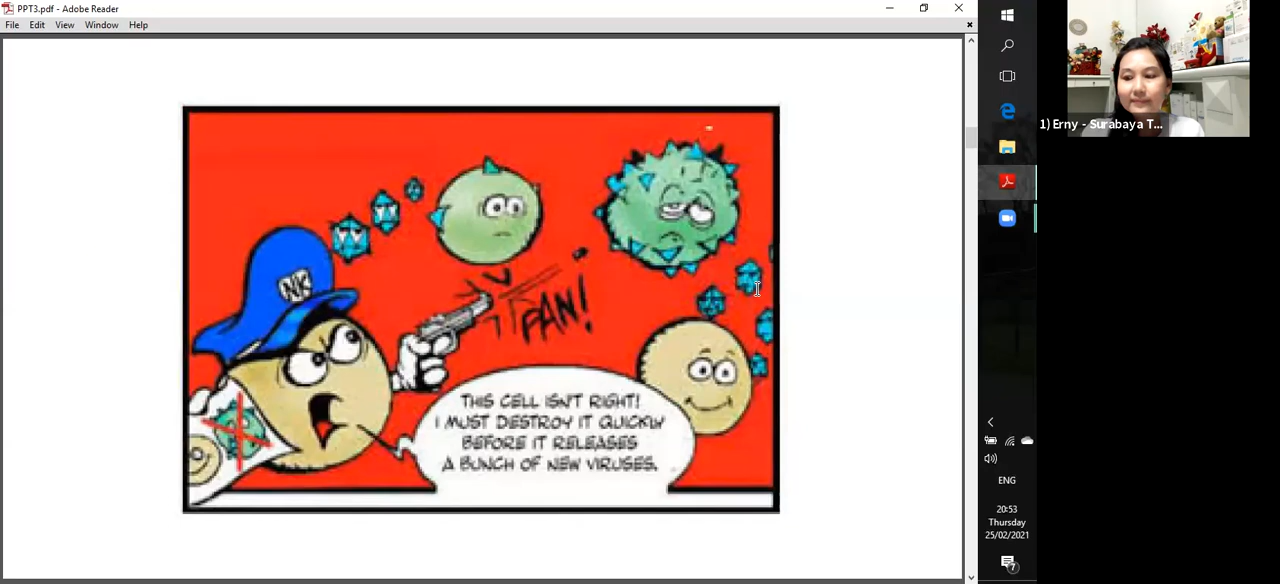 PPT3.pdf - Adobe Reader
File Edit View Window Help
1) Erny - Surabaya T...
NK
PAN!
THIS CELL ISN'T RIGHT!
I MUST DESTROY IT QUICKLY
BEFORE IT RELEASES
A BUNCH OF NEW VIRUSES.
ENG
20:53
Thursday
25/02/2021
7